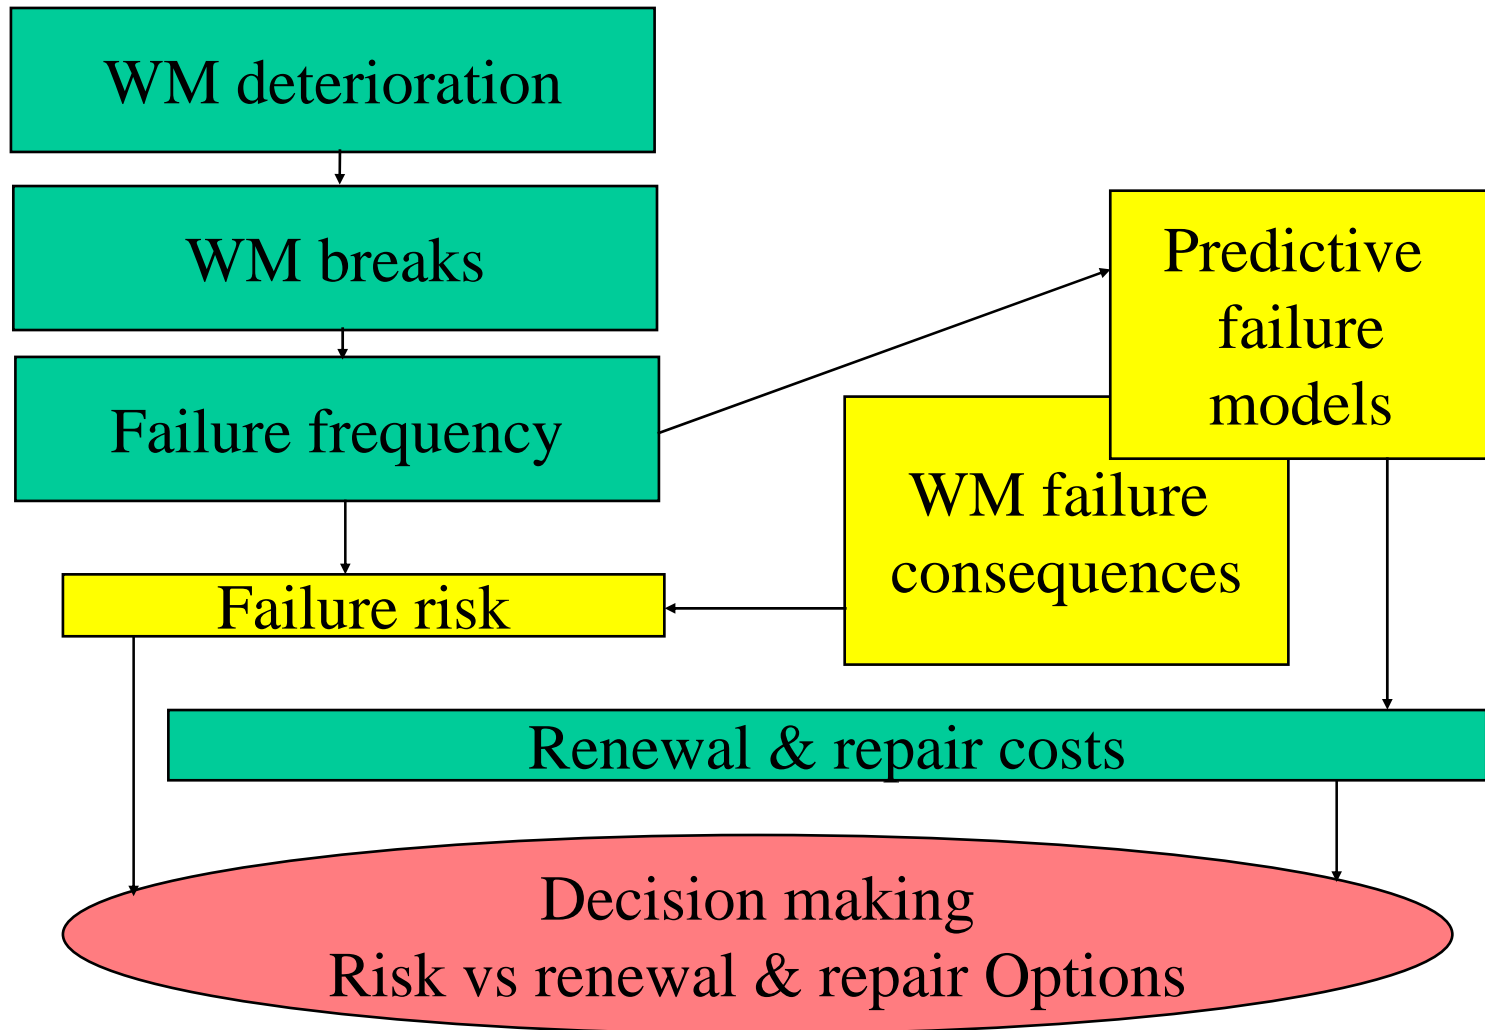 WM deterioration
WM breaks
Failure frequency
Predictive
failure
models
WM failure
consequences
Failure risk
Renewal & repair costs
Decision making
Risk vs renewal & repair Options